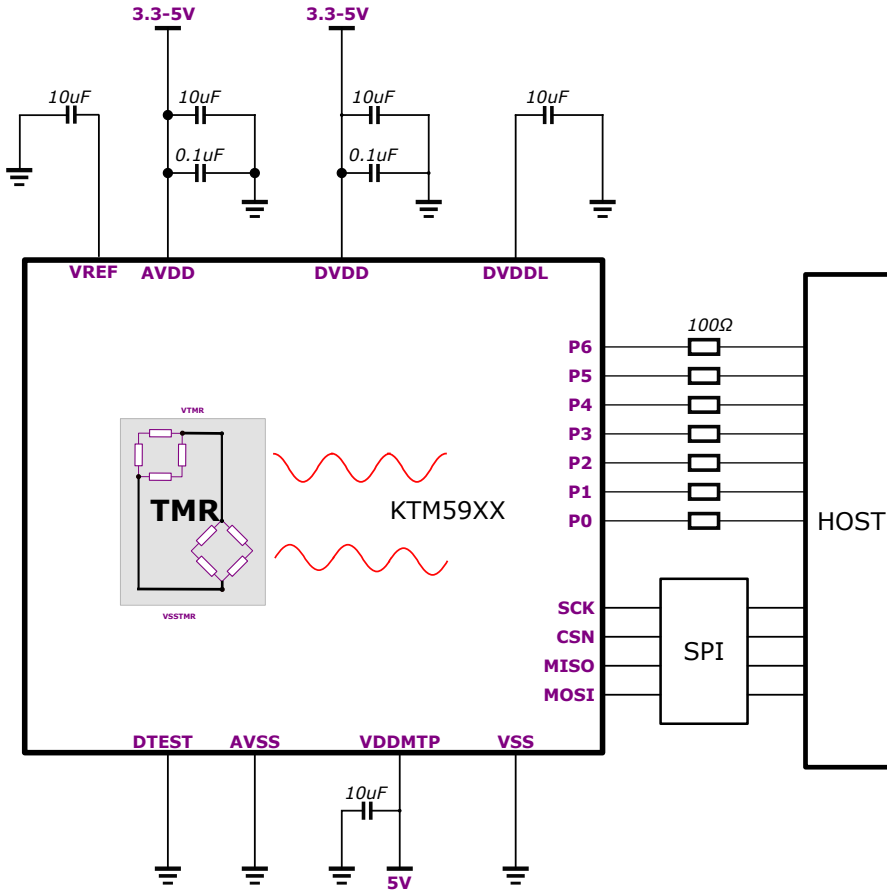 3.3-5V 3.3-5V
10uF 10uF 10uF 10uF
0.1uF 0.1uF
VREF AVDD DVDD DVDDL
100Ω
P6
P5
P4
P3
P2
P1
P0
VTMR
TMR
VSSTMR
KTM59XX
HOST
SCK
CSN
MISO
MOSI
SPI
DTEST AVSS VDDMTP VSS
10uF
5V